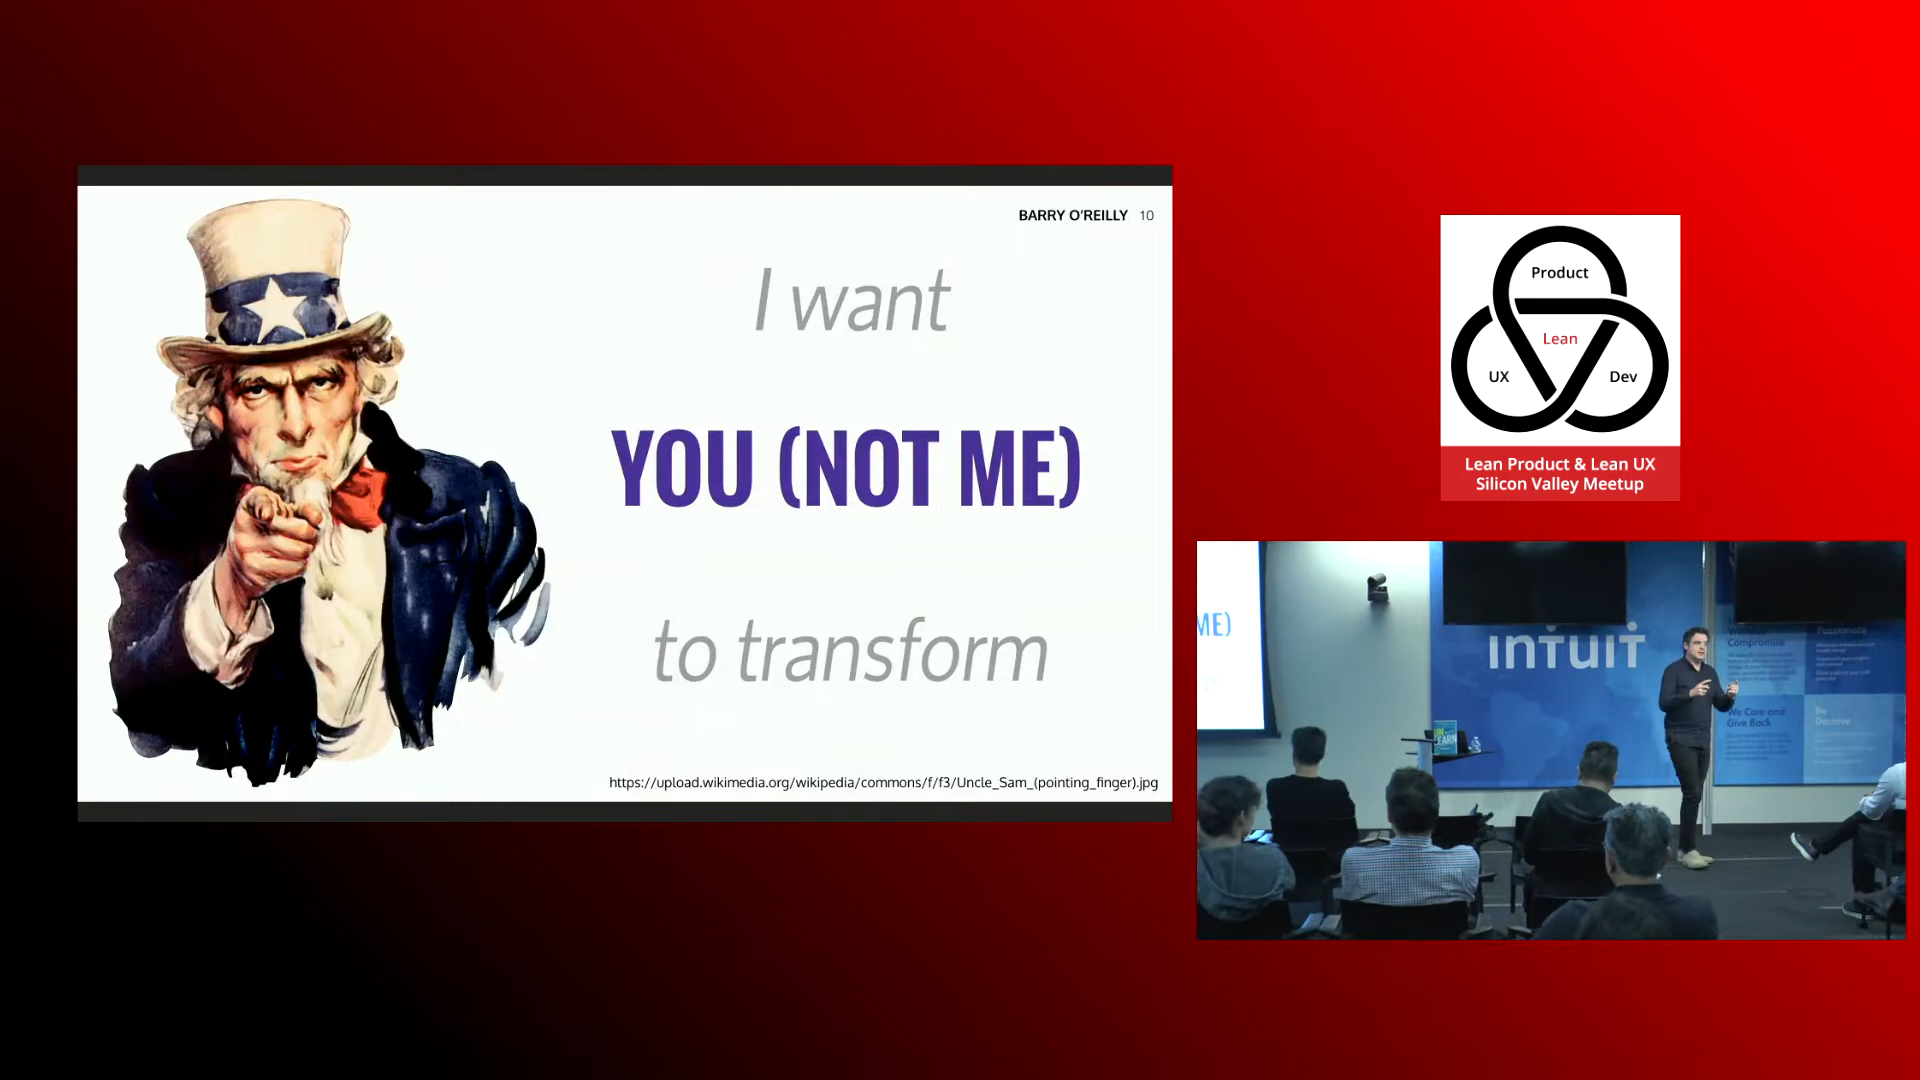 BARRY O'REILLY 10
I want
YOU (NOT ME)
to transform
https://upload.wikimedia.org/wikipedia/commons/f/f3/Uncle_Sam_(pointing_finger).jpg
Product
Lean
UX
Dev
Lean Product & Lean UX
Silicon Valley Meetup
ME)
intuit
Compromise
Passionate
We Care and
Give Back
Be
Decisive